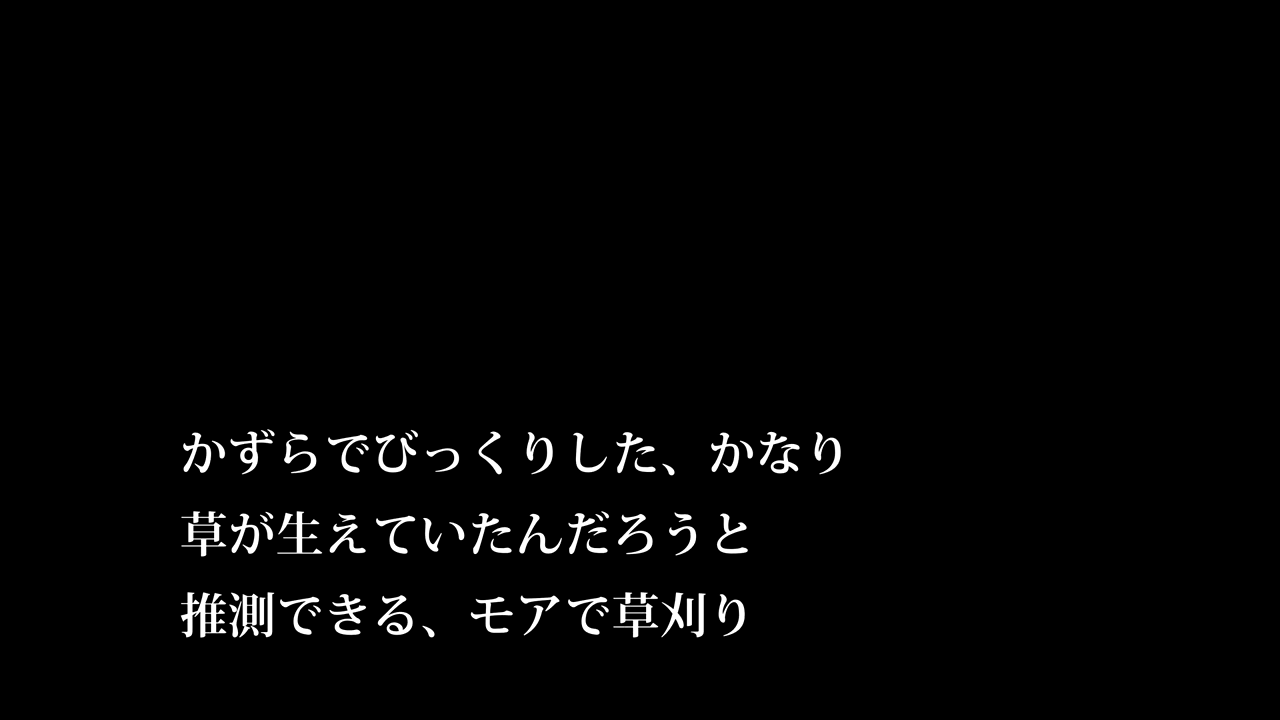 かずらでびっくりした、かなり
草が生えていたんだろうと
推測できる、モアで草刈り